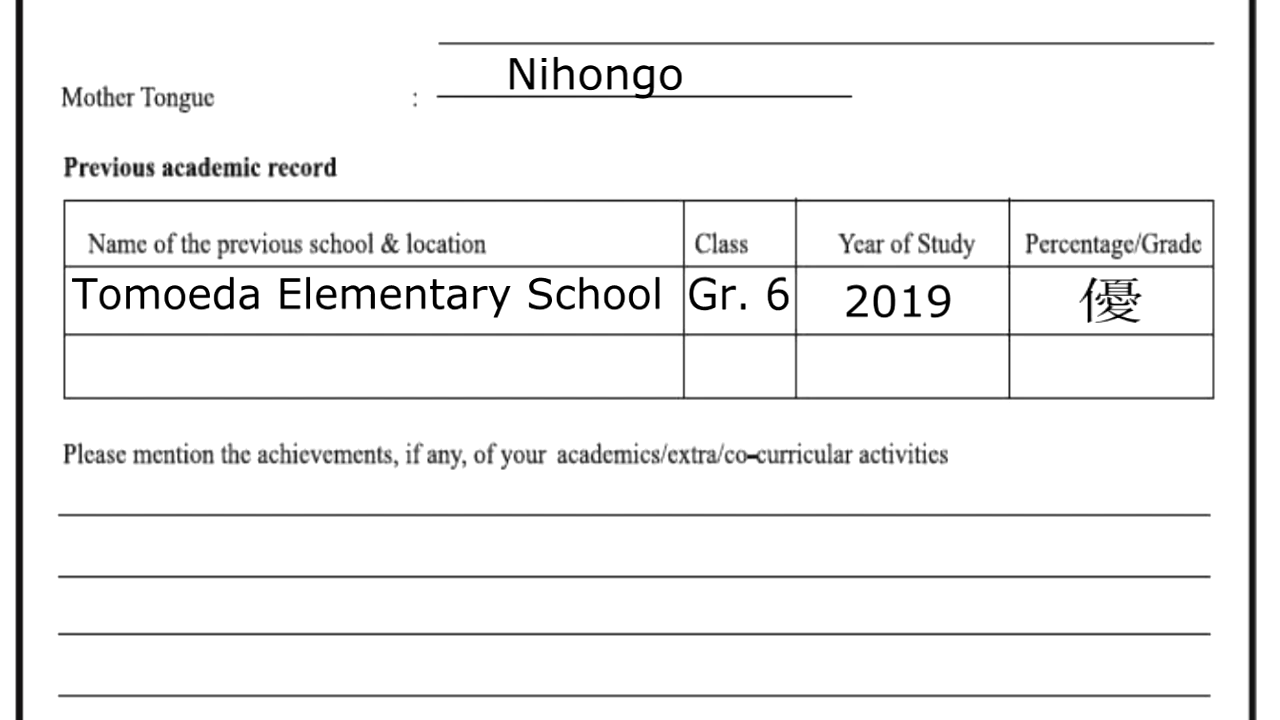 Nihongo
Mother Tongue :
Previous academic record
Name of the previous school & location Class Year of Study Percentage/Grade
Tomoeda Elementary School Gr. 6 2019 優
Please mention the achievements, if any, of your academics/extra/co-curricular activities